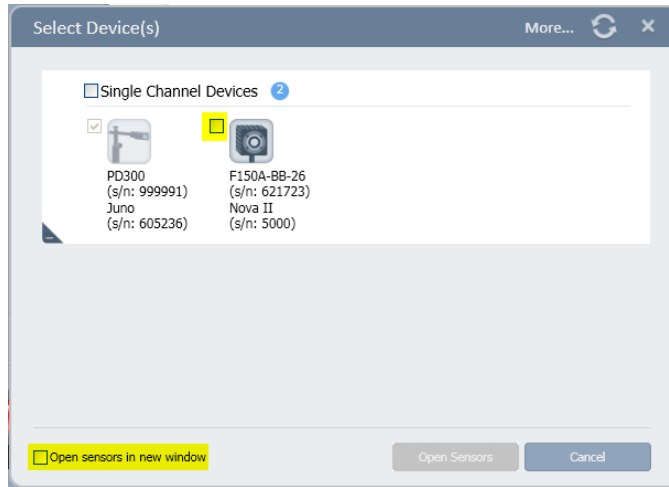 Select Device(s)
More...
Single Channel Devices 2
PD300
(s/n: 999991)
Juno
(s/n: 605236)
F150A-BB-26
(s/n: 621723)
Nova II
(s/n: 5000)
Open sensors in new window
Open Sensors
Cancel